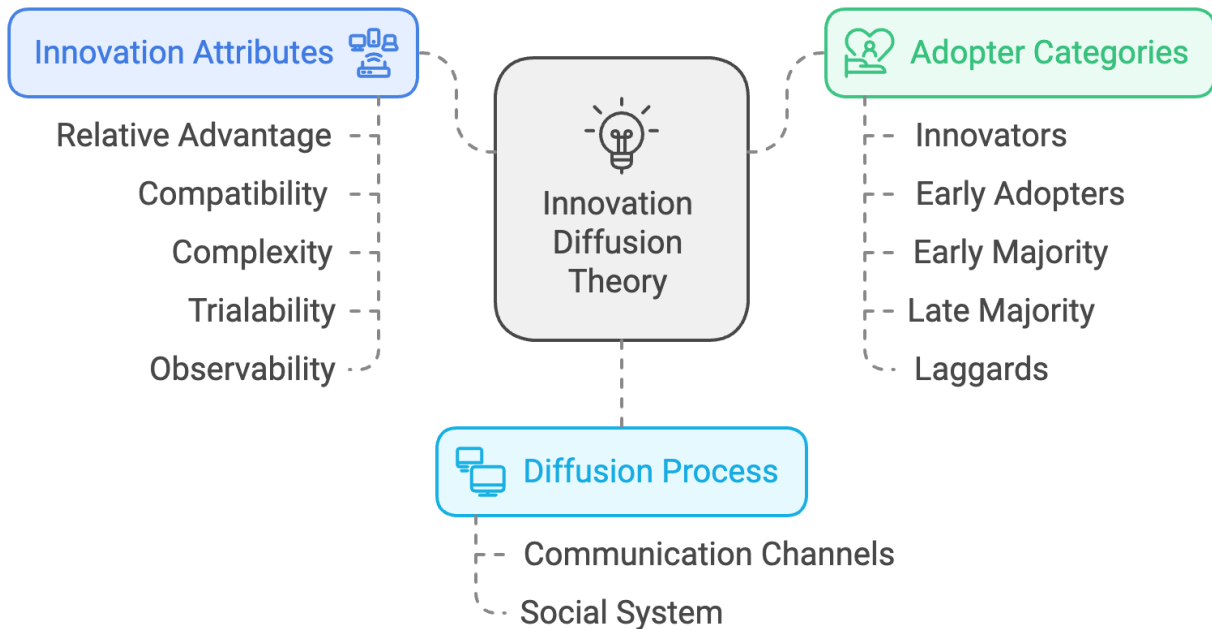 Innovation Attributes
Relative Advantage
Compatibility
Complexity
Trialability
Observability
Innovation
Diffusion
Theory
Adopter Categories
Innovators
Early Adopters
Early Majority
Late Majority
Laggards
Diffusion Process
Communication Channels
Social System